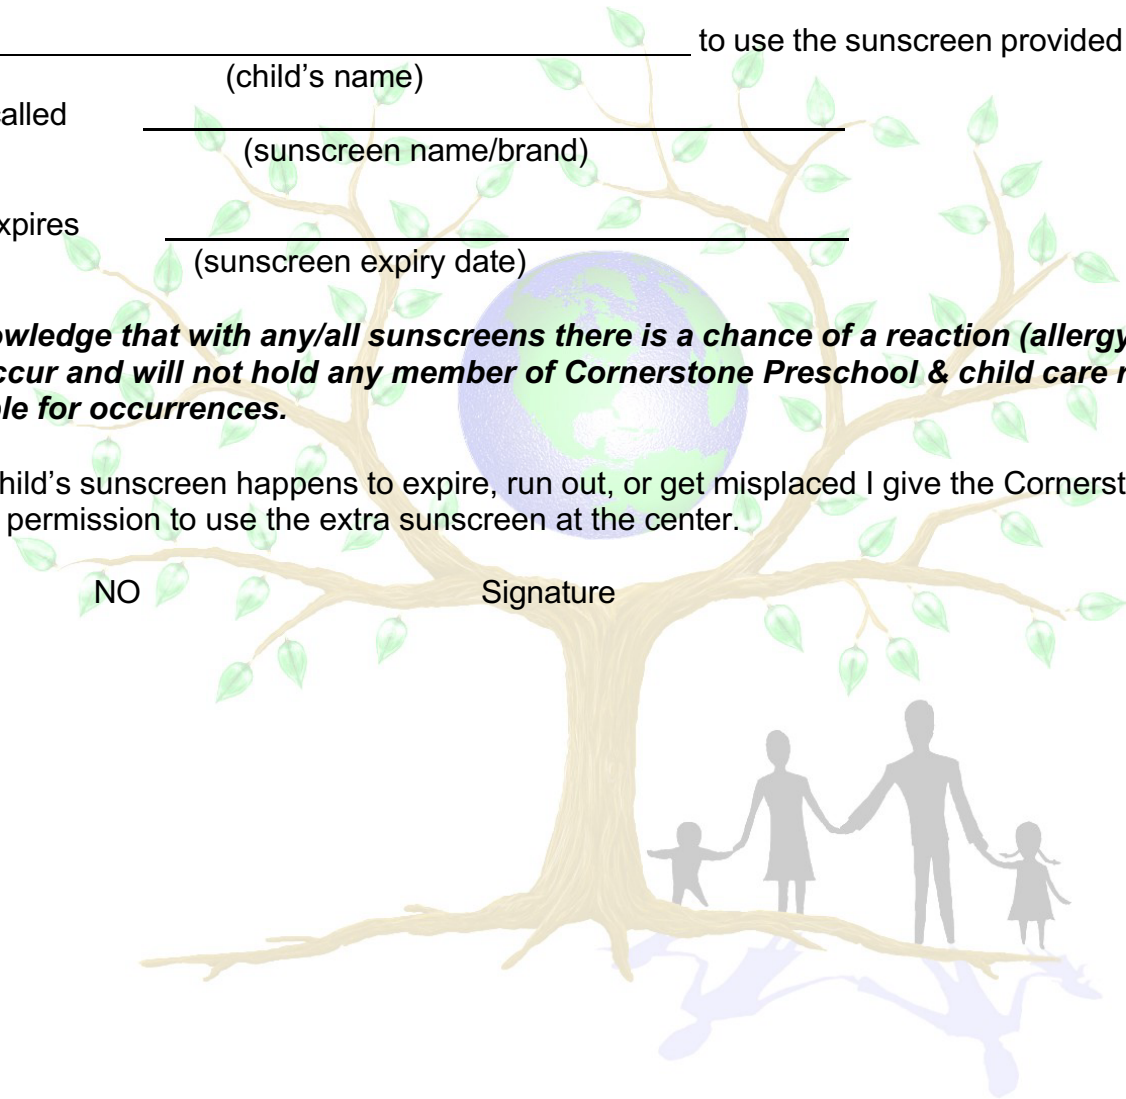 to use the sunscreen provided
(child’s name)
alled
(sunscreen name/brand)
xpires
(sunscreen expiry date)
owledge that with any/all sunscreens there is a chance of a reaction (allergy
ccur and will not hold any member of Cornerstone Preschool & child care r
ble for occurrences.
hild’s sunscreen happens to expire, run out, or get misplaced I give the Cornerst
permission to use the extra sunscreen at the center.
NO Signature